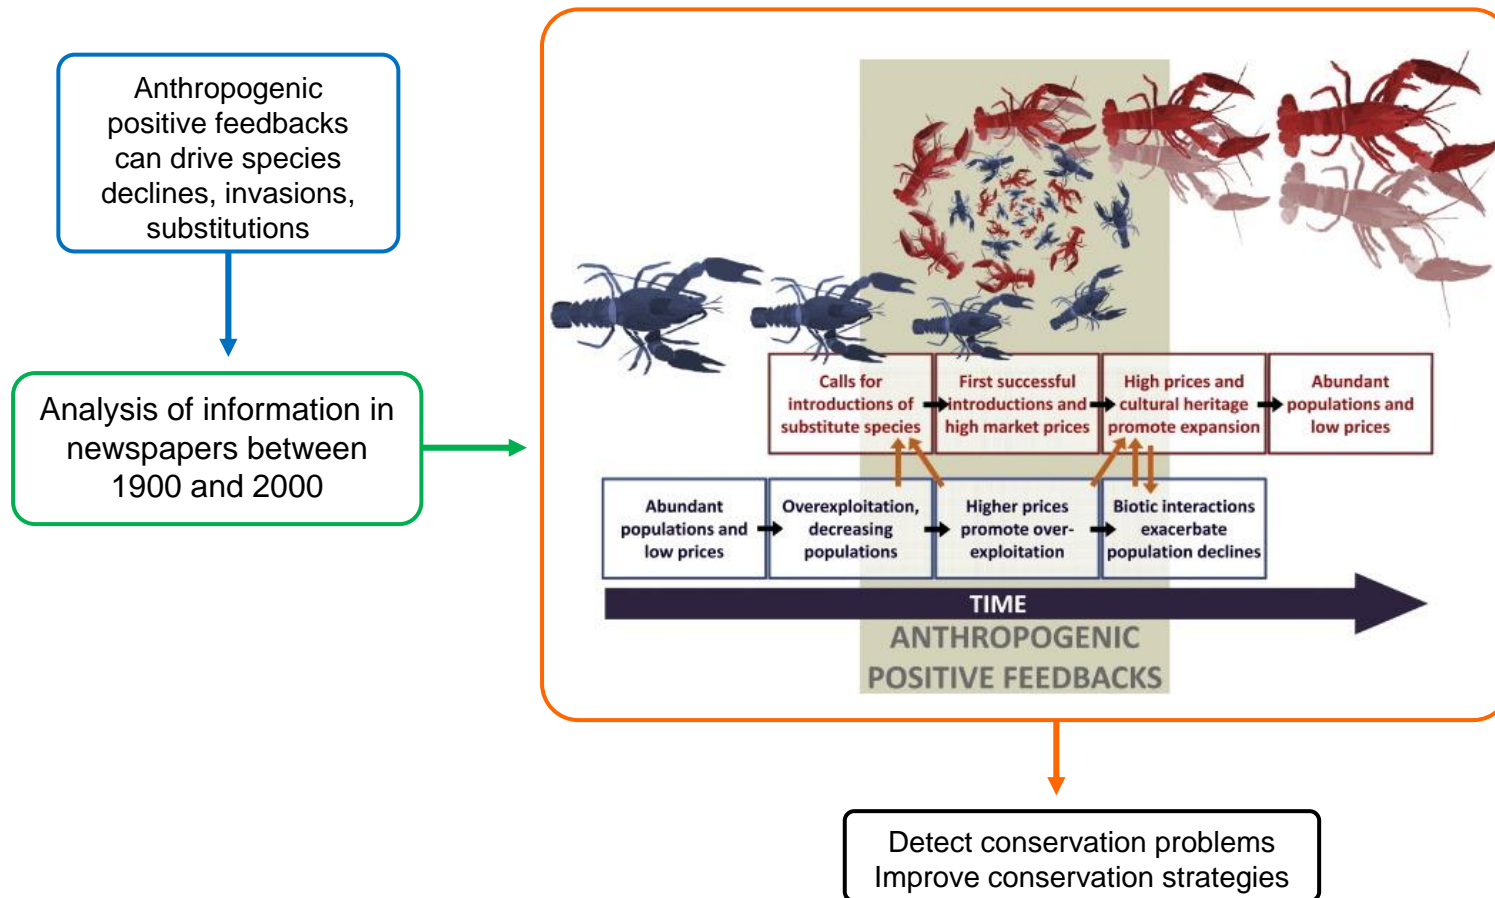 Anthropogenic
positive feedbacks
can drive species
declines, invasions,
substitutions
Analysis of information in
newspapers between
1900 and 2000
Calls for
introductions of
substitute species
First successful
introductions and
high market prices
High prices and
cultural heritage
promote expansion
Abundant
populations and
low prices
Abundant
populations and
low prices
Overexploitation,
decreasing
populations
Higher prices
promote over-
exploitation
Biotic interactions
exacerbate
population declines
TIME
ANTHROPOGENIC
POSITIVE FEEDBACKS
Detect conservation problems
Improve conservation strategies